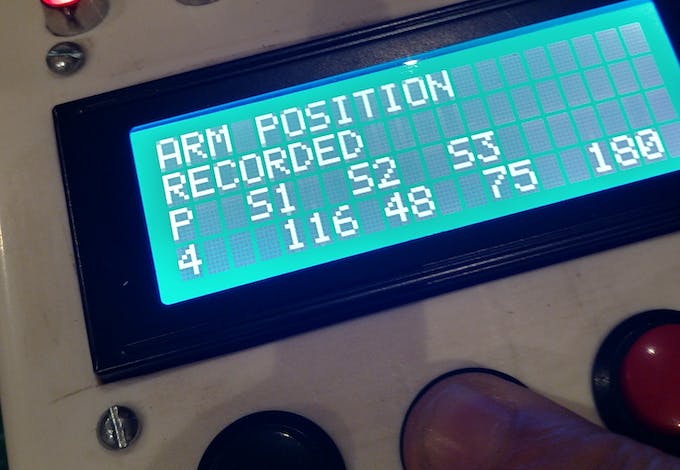 ARM POSITION
RECORDED
P S1 S2 S3
4 116 48 75 180